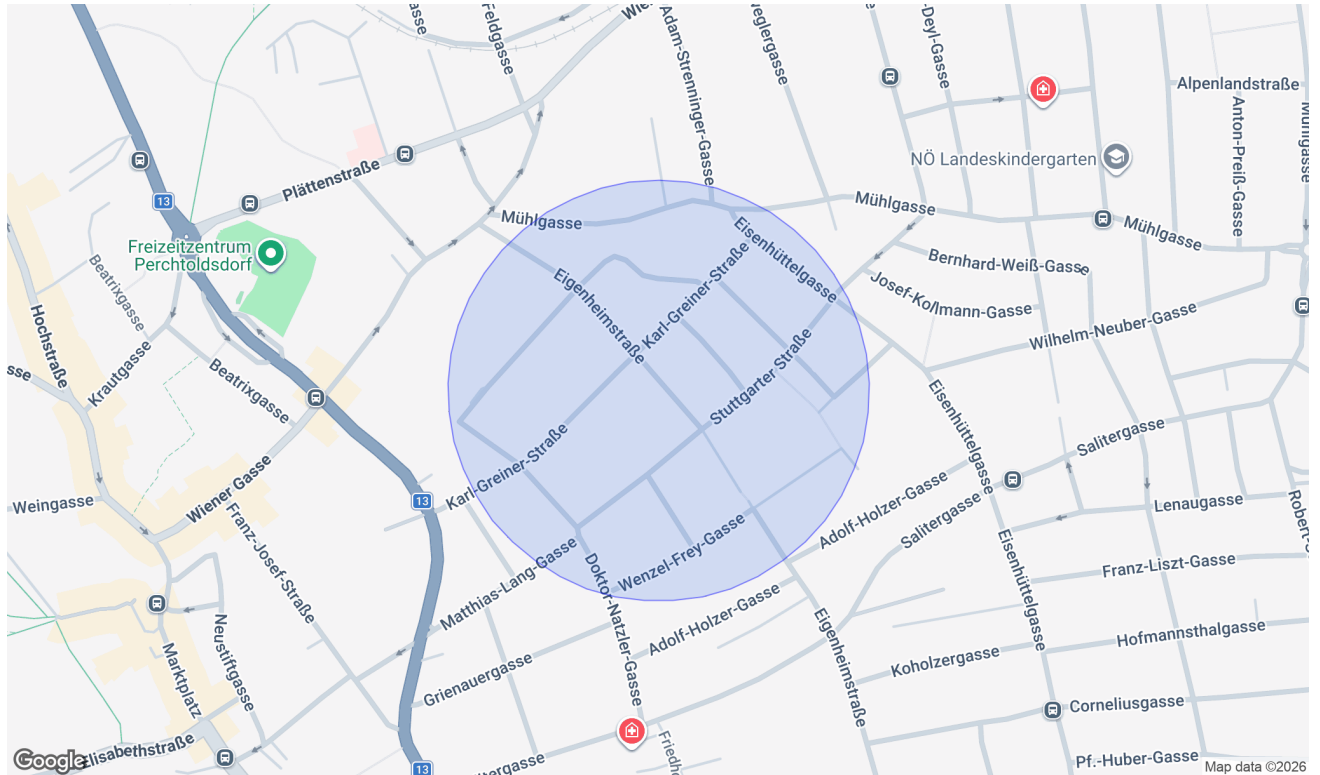 Feldgasse
Adam-Strenninger-Gasse
-Deyl-Gasse
Alpenlandstraße
Anton-Preiß-Gasse
Mühlgasse
NÖ Landeskindergarten
Plättenstraße
13
Mühlgasse
Mühlgasse
Mühlgasse
Freizeitzentrum
Perchtoldsdorf
Beatrixgasse
Eisenhüttelgasse
Bernhard-Weiß-Gasse
Josef-Kollmann-Gasse
Eigenheimstraße
Karl-Greiner-Straße
Wilhelm-Neuber-Gasse
Hochstraße
Krautgasse
Beatrixgasse
Stuttgarter Straße
Eisenhüttelgasse
Salitergasse
Karl-Greiner-Straße
Wiener Gasse
Weingasse
13
Adolf-Holzer-Gasse
Salitergasse
Lenaugasse
Franz-Josef-Straße
Matthias-Lang-Gasse
Doktor-Natzler-Gasse
Wenzel-Frey-Gasse
Eisenhüttelgasse
Franz-Liszt-Gasse
Neustiftgasse
Marktplatz
Adolf-Holzer-Gasse
Eigenheimstraße
Hofmannsthalgasse
Koholzergasse
Grienauergasse
Corneliusgasse
Elisabethstraße
Pf.-Huber-Gasse
13
Google
Map data ©2026